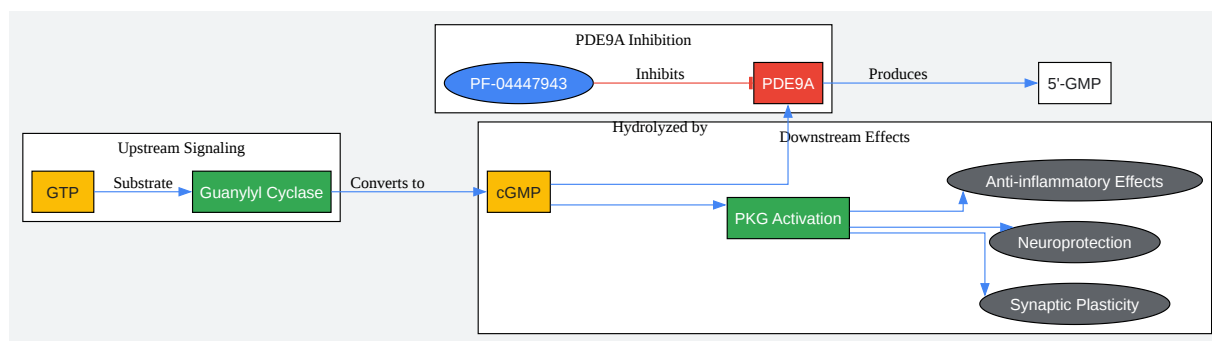 PDE9A Inhibition
PF-04447943
Inhibits
PDE9A
Produces
5'-GMP
Hydrolyzed by
Downstream Effects
Upstream Signaling
GTP
Substrate
Guanylyl Cyclase
Converts to
cGMP
PKG Activation
Anti-inflammatory Effects
Neuroprotection
Synaptic Plasticity